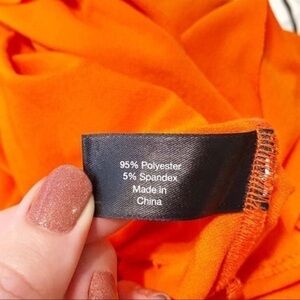 95% Polyester
5% Spandex
Made in
China